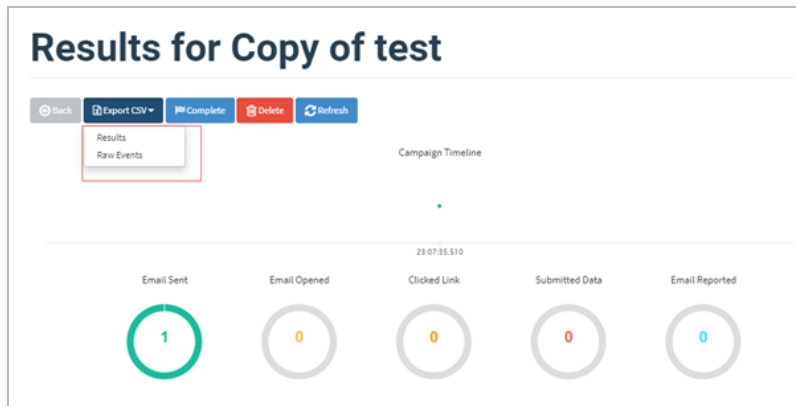 Results for Copy of test
Back Export CSV Complete Delete Refresh
Results
Raw Events
Campaign Timeline
23:07:35.510
Email Sent Email Opened Clicked Link Submitted Data Email Reported
1 0 0 0 0